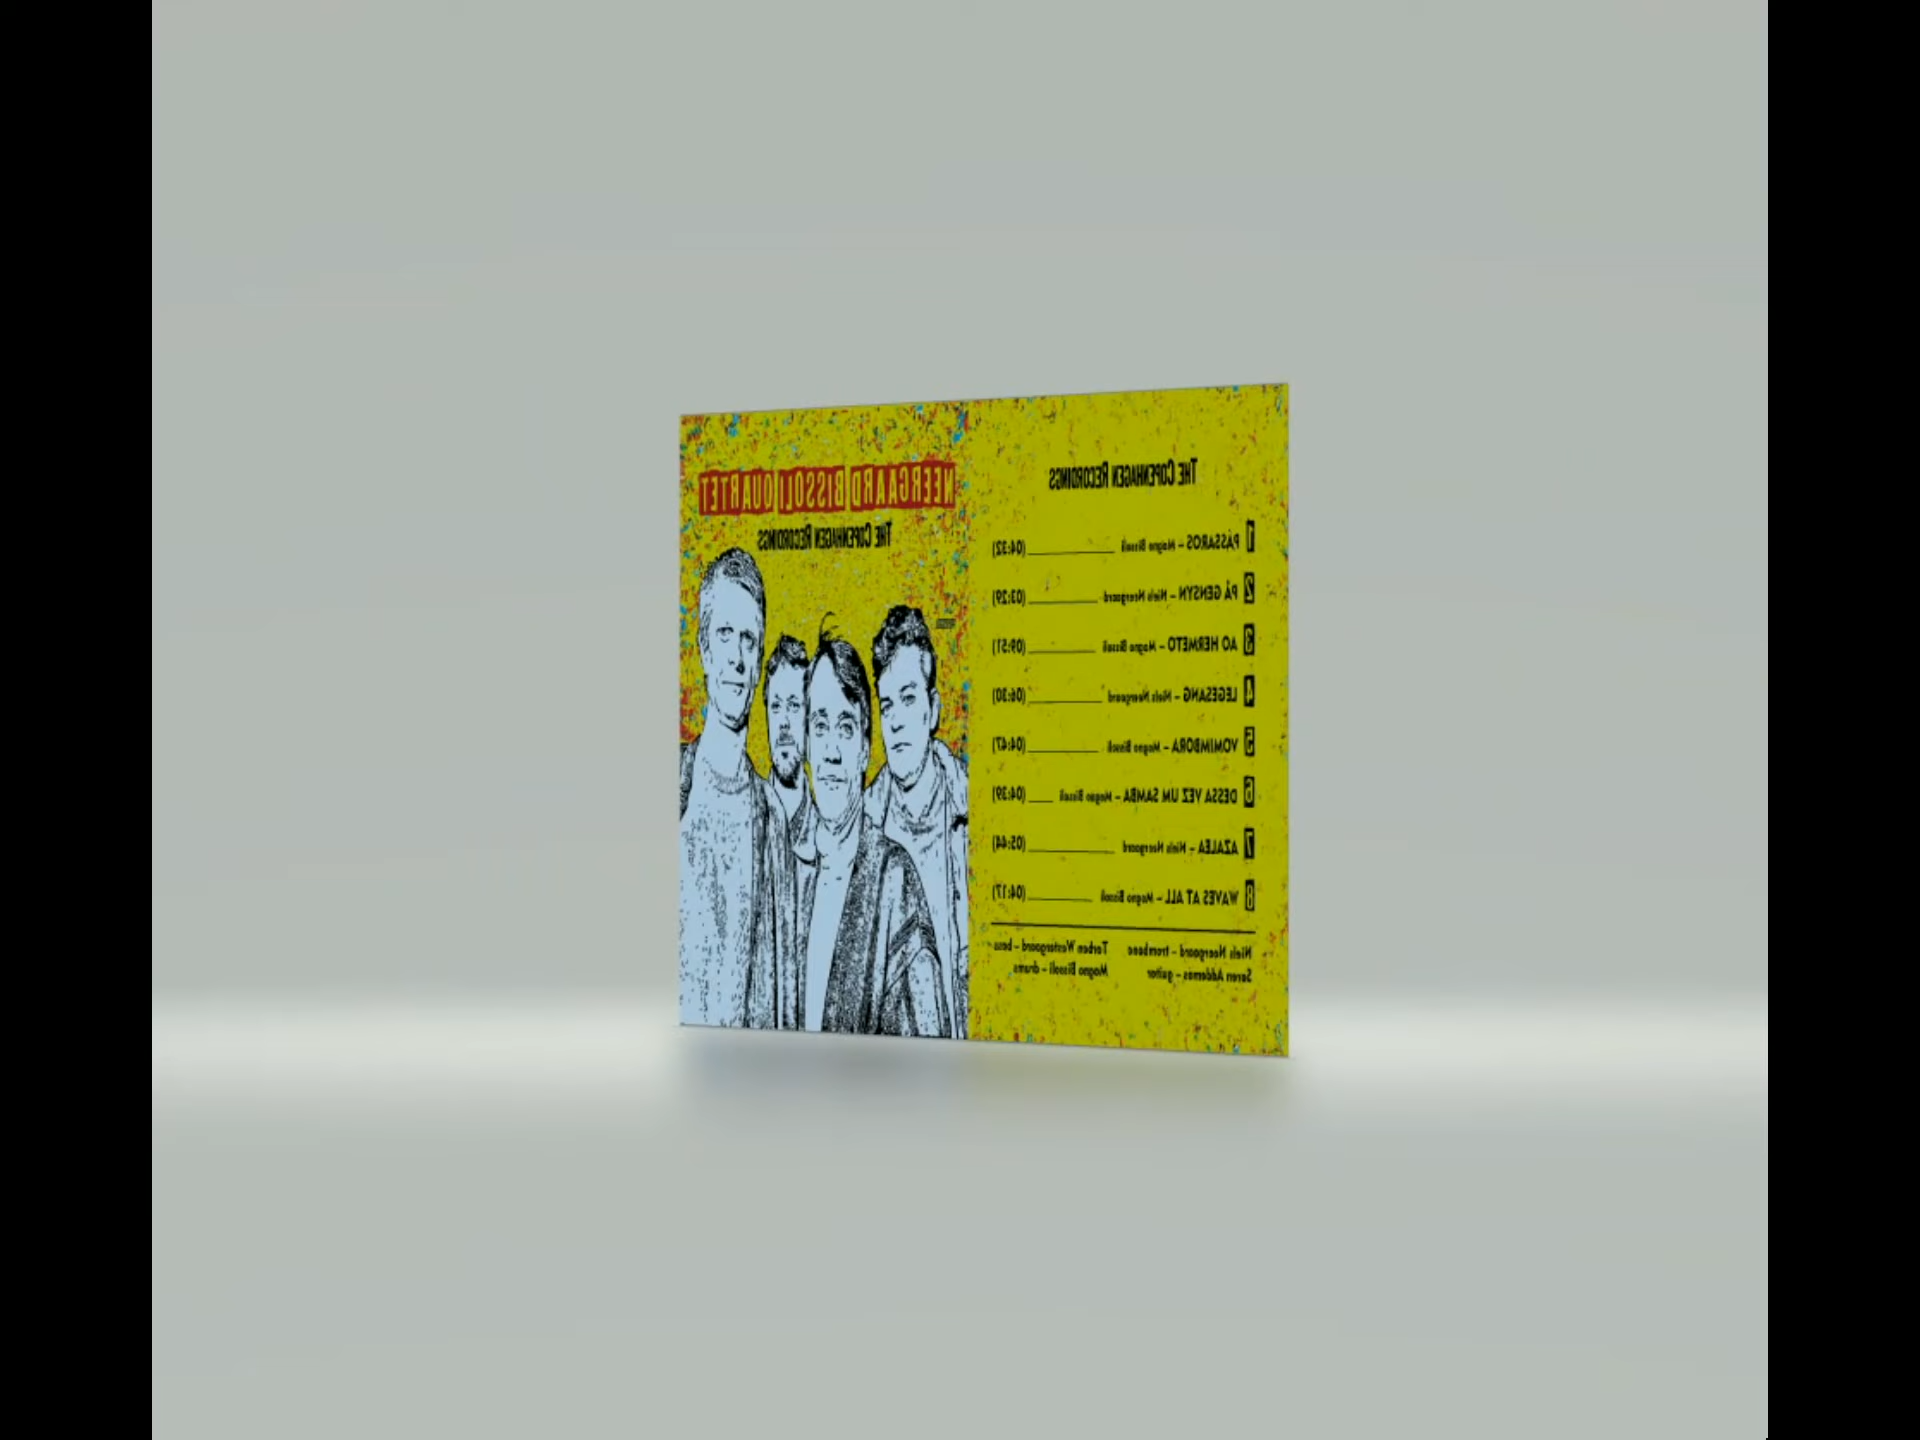 NEERGAARD BISSOLI QUARTET
THE COPENHAGEN RECORDINGS
THE COPENHAGEN RECORDINGS
1 PÁSSAROS – Magno Bissoli (04:32)
2 PÅ GENSYN – Niels Neergaard (03:29)
3 AO HERMETO – Magno Bissoli (09:51)
4 LEGESANG – Niels Neergaard (06:30)
5 VOMIMBORA – Magno Bissoli (04:47)
6 DESSA VEZ UM SAMBA – Magno Bissoli (04:39)
7 AZALEA – Niels Neergaard (05:44)
8 WAVES AT ALL – Magno Bissoli (04:17)
Niels Neergaard – trombone Torben Westergaard – bass
Søren Addemos – guitar Magno Bissoli – drums